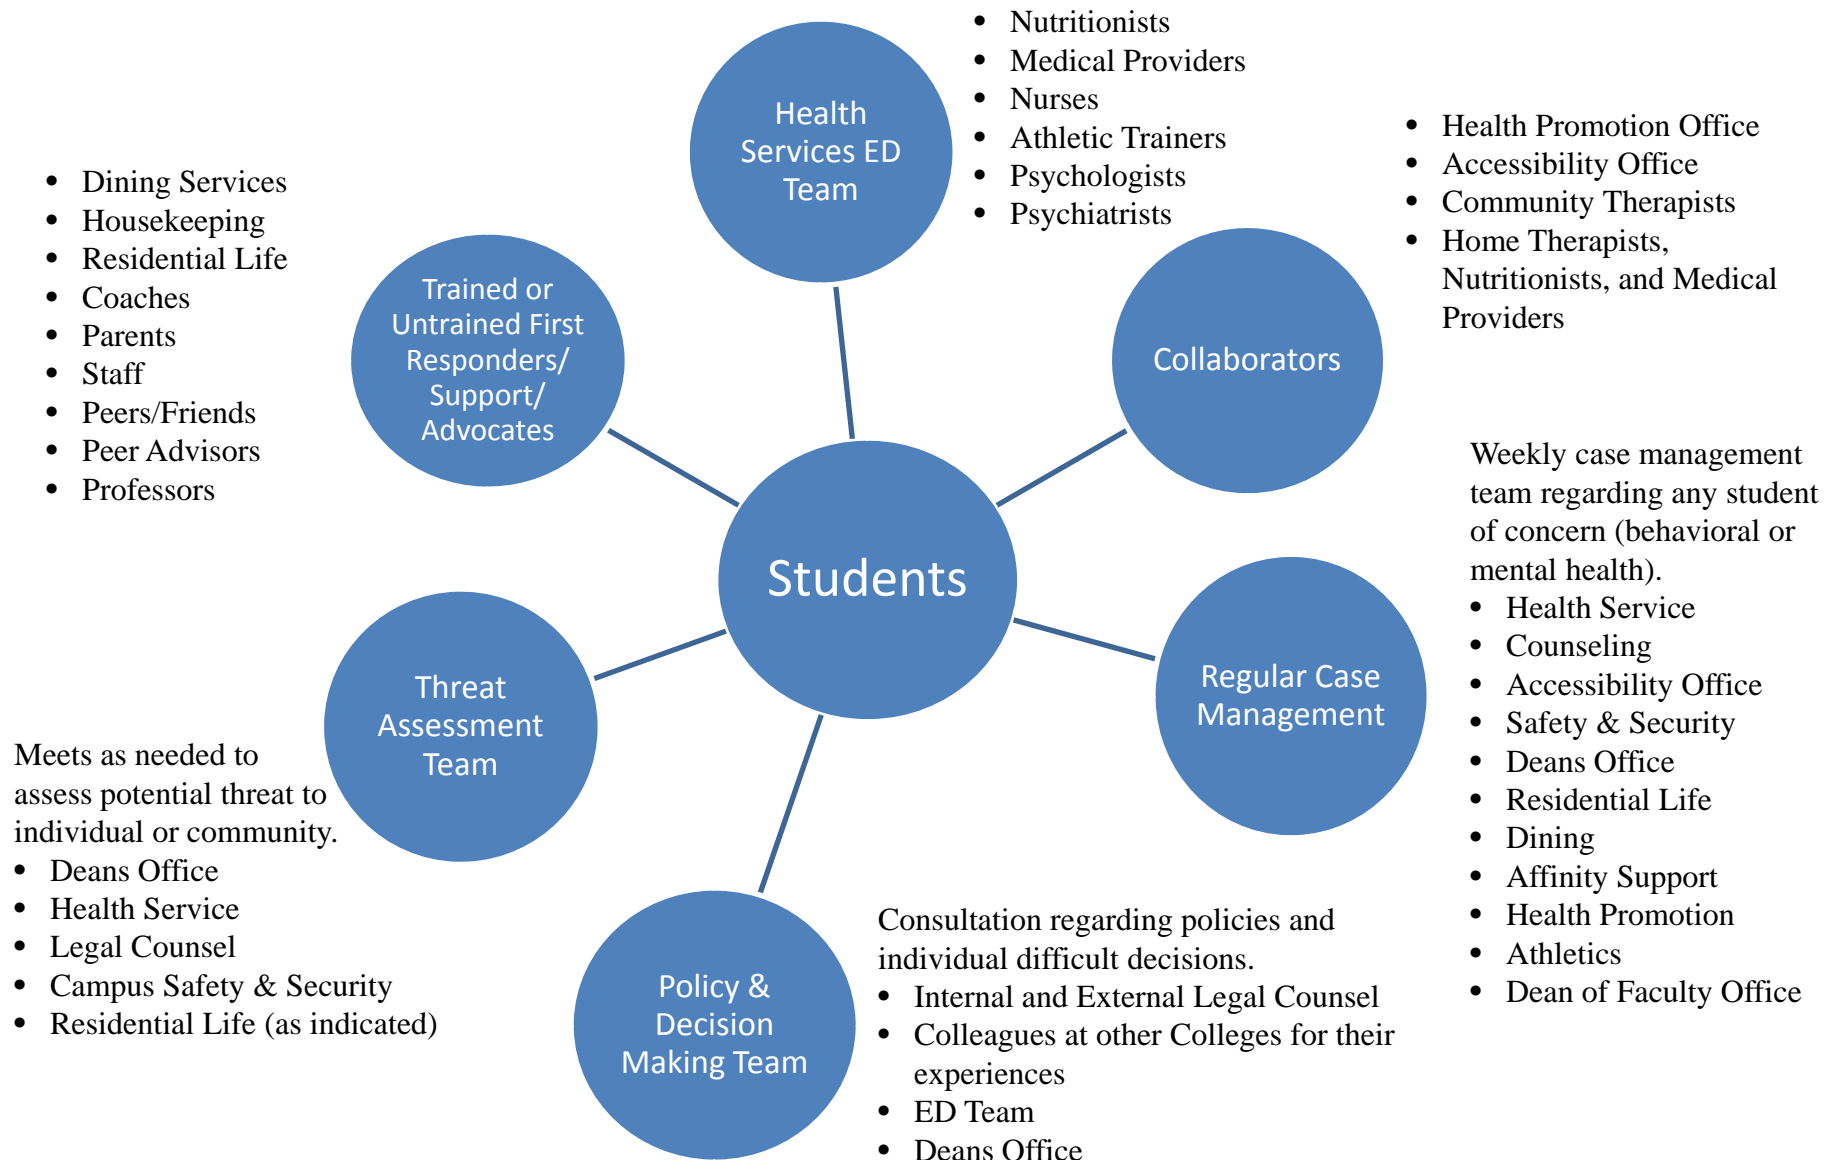 • Nutritionists
• Medical Providers
• Nurses
• Athletic Trainers
• Psychologists
• Psychiatrists
Health
Services ED
Team
• Health Promotion Office
• Accessibility Office
• Community Therapists
• Home Therapists,
Nutritionists, and Medical
Providers
Collaborators
• Dining Services
• Housekeeping
• Residential Life
• Coaches
• Parents
• Staff
• Peers/Friends
• Peer Advisors
• Professors
Trained or
Untrained First
Responders/
Support/
Advocates
Students
Weekly case management
team regarding any student
of concern (behavioral or
mental health).
• Health Service
• Counseling
• Accessibility Office
• Safety & Security
• Deans Office
• Residential Life
• Dining
• Affinity Support
• Health Promotion
• Athletics
• Dean of Faculty Office
Regular Case
Management
Threat
Assessment
Team
Meets as needed to
assess potential threat to
individual or community.
• Deans Office
• Health Service
• Legal Counsel
• Campus Safety & Security
• Residential Life (as indicated)
Policy &
Decision
Making Team
Consultation regarding policies and
individual difficult decisions.
• Internal and External Legal Counsel
• Colleagues at other Colleges for their
experiences
• ED Team
• Deans Office